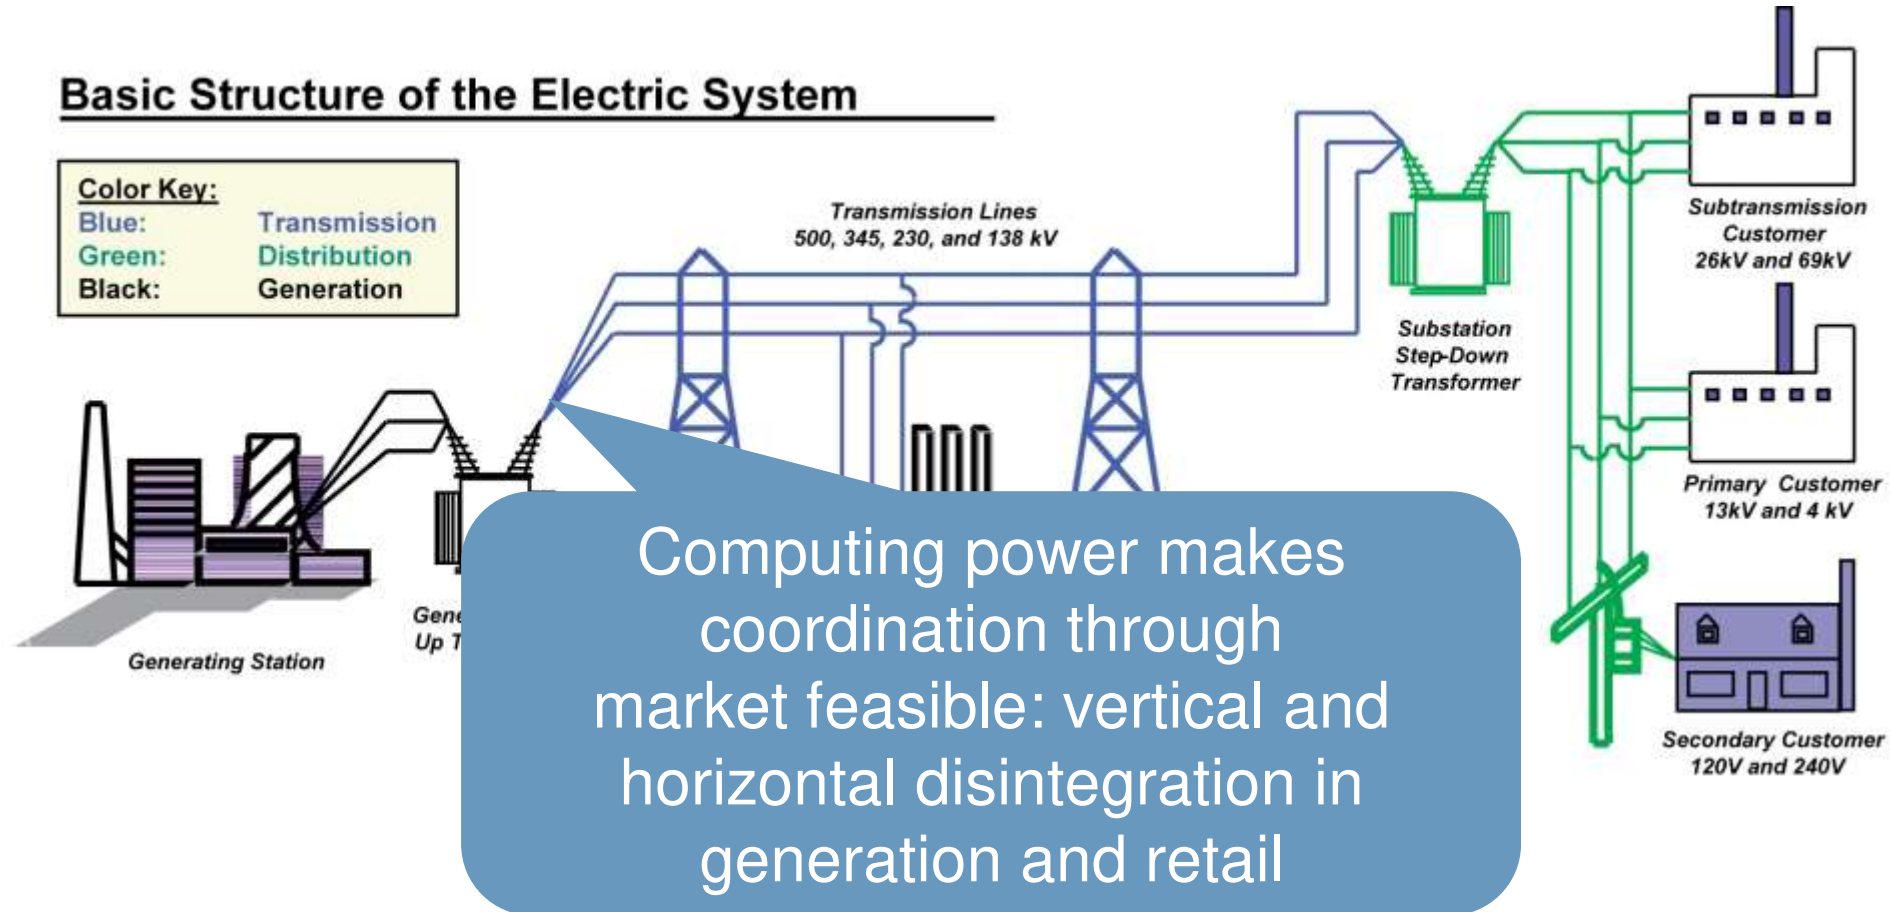 Basic Structure of the Electric System
Color Key:
Blue: Transmission
Green: Distribution
Black: Generation
Transmission Lines
500, 345, 230, and 138 kV
Subtransmission
Customer
26kV and 69kV
Substation
Step-Down
Transformer
Primary Customer
13kV and 4 kV
Generating Station
Up
Secondary Customer
120V and 240V
Computing power makes
coordination through
market feasible: vertical and
horizontal disintegration in
generation and retail